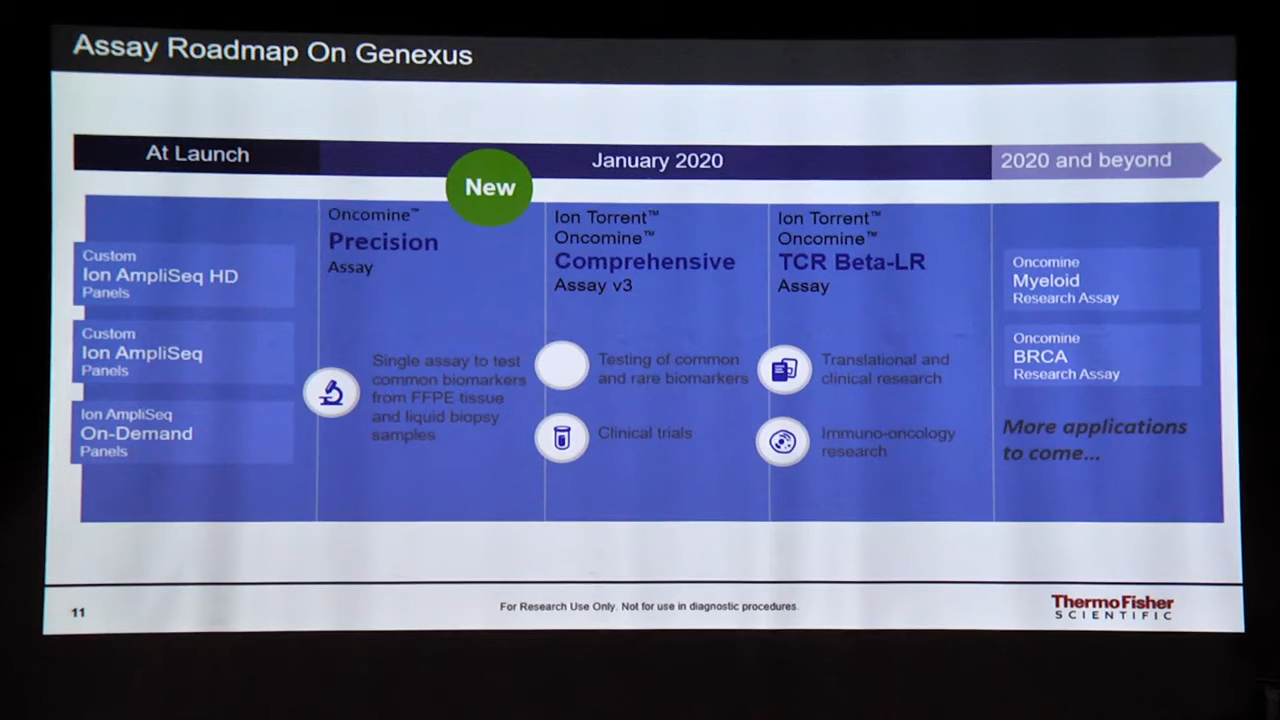 Assay Roadmap On Genexus
At Launch
January 2020
2020 and beyond
New
Custom
Ion AmpliSeq HD
Panels
Custom
Ion AmpliSeq
Panels
Ion AmpliSeq
On-Demand
Panels
Oncomine™
Precision
Assay
Single assay to test
common biomarkers
from FFPE tissue
and liquid biopsy
samples
Ion Torrent™
Oncomine™
Comprehensive
Assay v3
Testing of common
and rare biomarkers
Clinical trials
Ion Torrent™
Oncomine™
TCR Beta-LR
Assay
Translational and
clinical research
Immuno-oncology
research
Oncomine
Myeloid
Research Assay
Oncomine
BRCA
Research Assay
More applications
to come...
11
For Research Use Only. Not for use in diagnostic procedures.
ThermoFisher
SCIENTIFIC